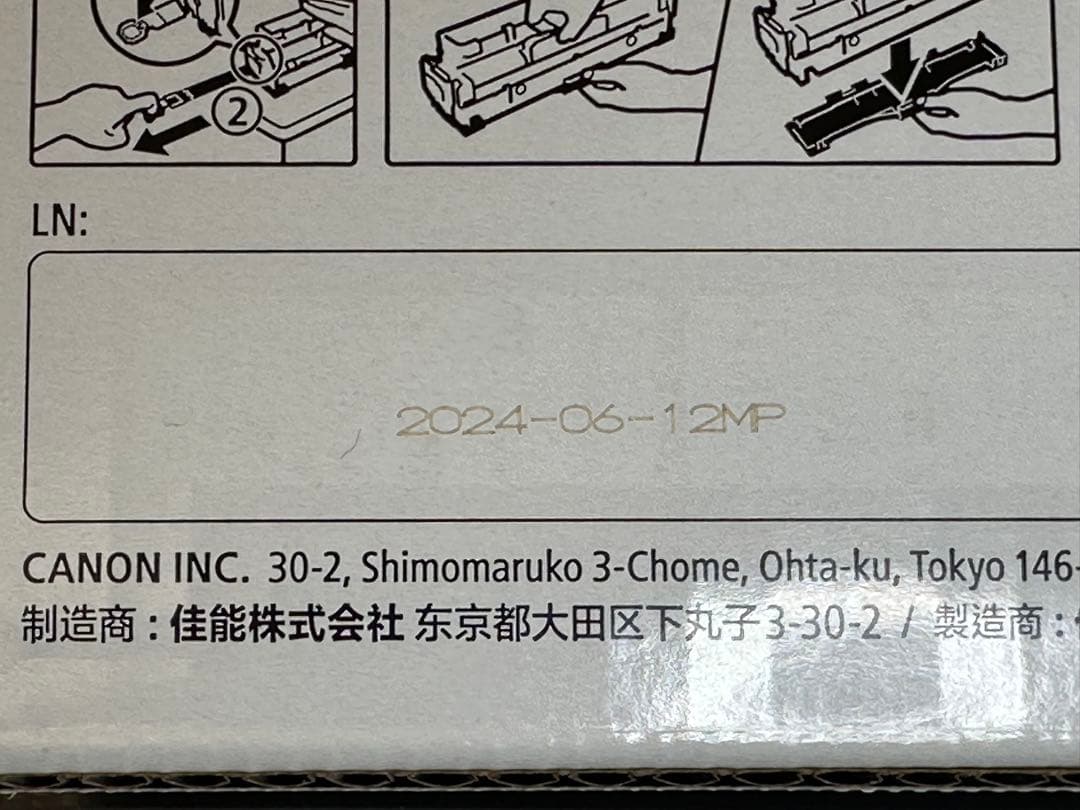 2
LN:
2024-06-12MP
CANON INC. 30-2, Shimomaruko 3-Chome, Ohta-ku, Tokyo 146-
制造商 : 佳能株式会社 东京都大田区下丸子3-30-2 / 製造商 :